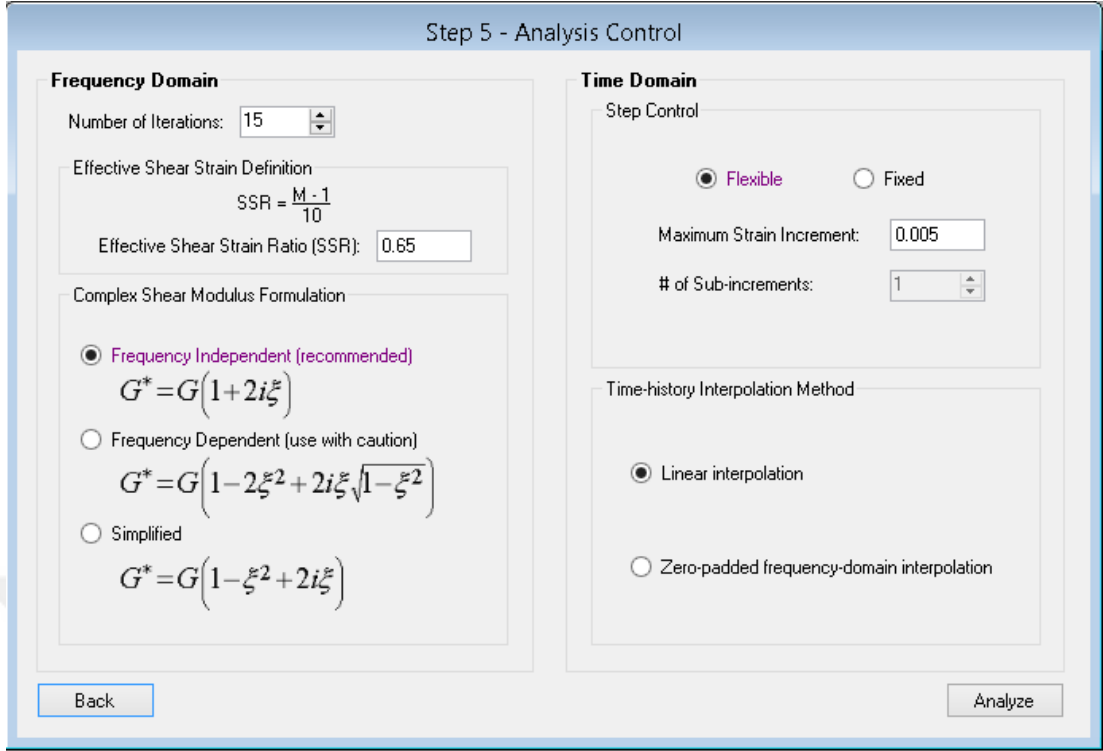 Step 5 - Analysis Control
Frequency Domain
Number of Iterations: 15
Effective Shear Strain Definition
SSR = M - 1 / 10
Effective Shear Strain Ratio (SSR): 0.65
Complex Shear Modulus Formulation
Frequency Independent (recommended)
G*=G(1+2iξ)
Frequency Dependent (use with caution)
G*=G(1−2ξ²+2iξ√1−ξ²)
Simplified
G*=G(1−ξ²+2iξ)
Back
Time Domain
Step Control
Flexible Fixed
Maximum Strain Increment: 0.005
# of Sub-increments: 1
Time-history Interpolation Method
Linear interpolation
Zero-padded frequency-domain interpolation
Analyze